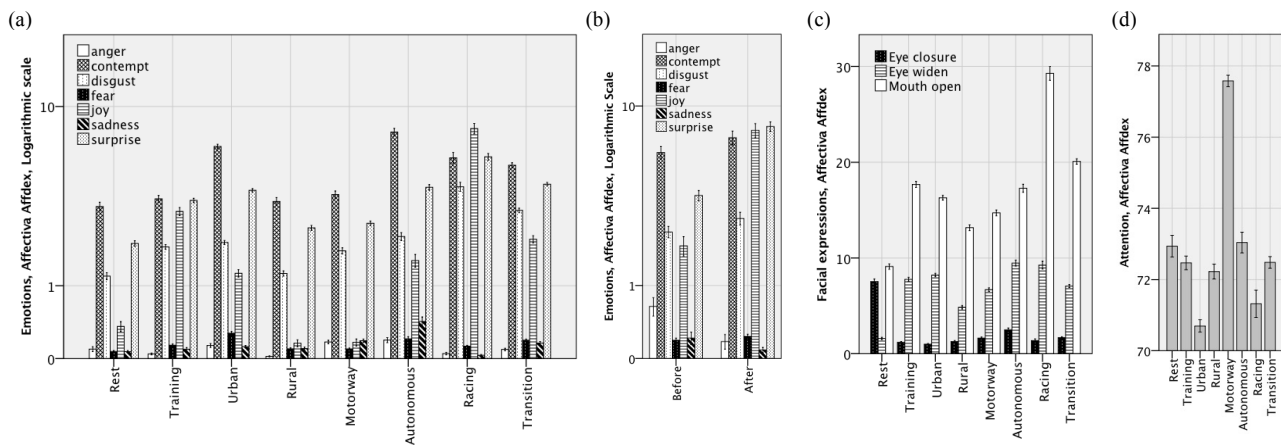 (a)
Emotions, Affectiva Affdex, Logarithmic scale
10
1
0
anger
contempt
disgust
fear
joy
sadness
surprise
Rest
Training
Urban
Rural
Motorway
Autonomous
Racing
Transition
(b)
Emotions, Affectiva Affdex, Logarithmic Scale
10
1
0
anger
contempt
disgust
fear
joy
sadness
surprise
Before
After
(c)
Facial expressions, Affectiva Affdex
30
20
10
0
Eye closure
Eye widen
Mouth open
Rest
Training
Urban
Rural
Motorway
Autonomous
Racing
Transition
(d)
Attention, Affectiva Affdex
78
76
74
72
70
Rest
Training
Urban
Rural
Motorway
Autonomous
Racing
Transition